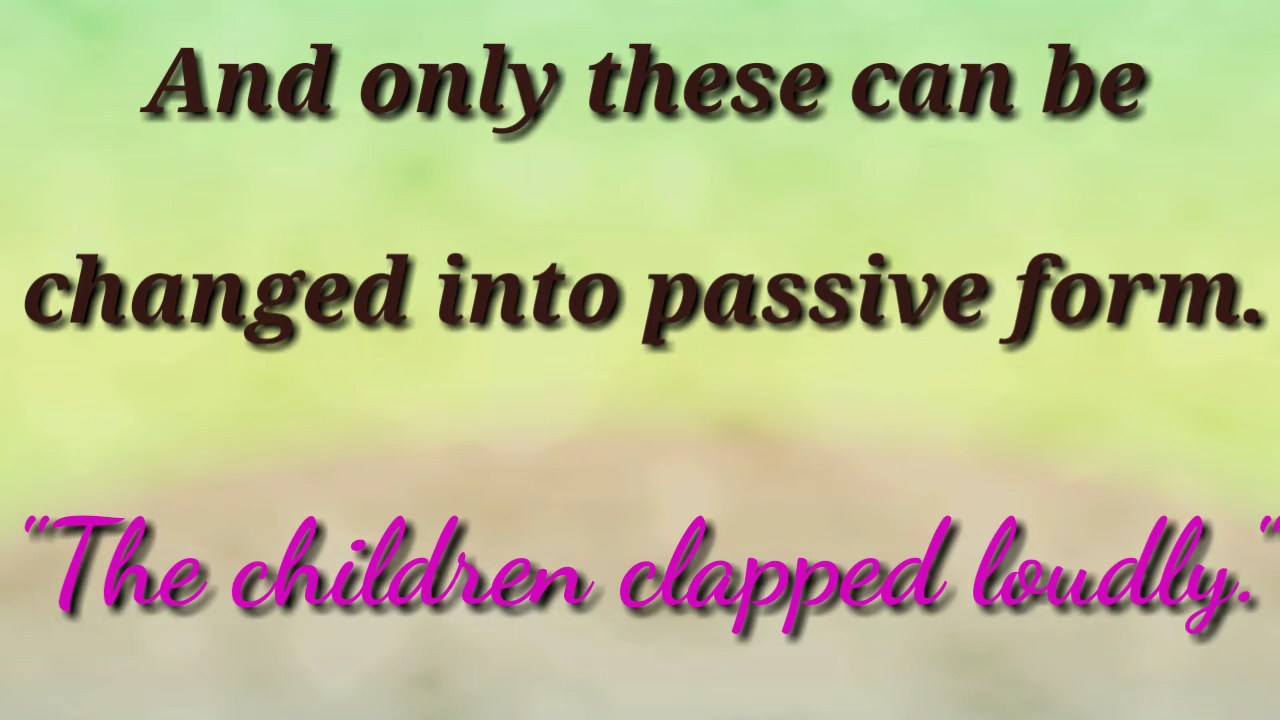 And only these can be
changed into passive form.
"The children clapped loudly."